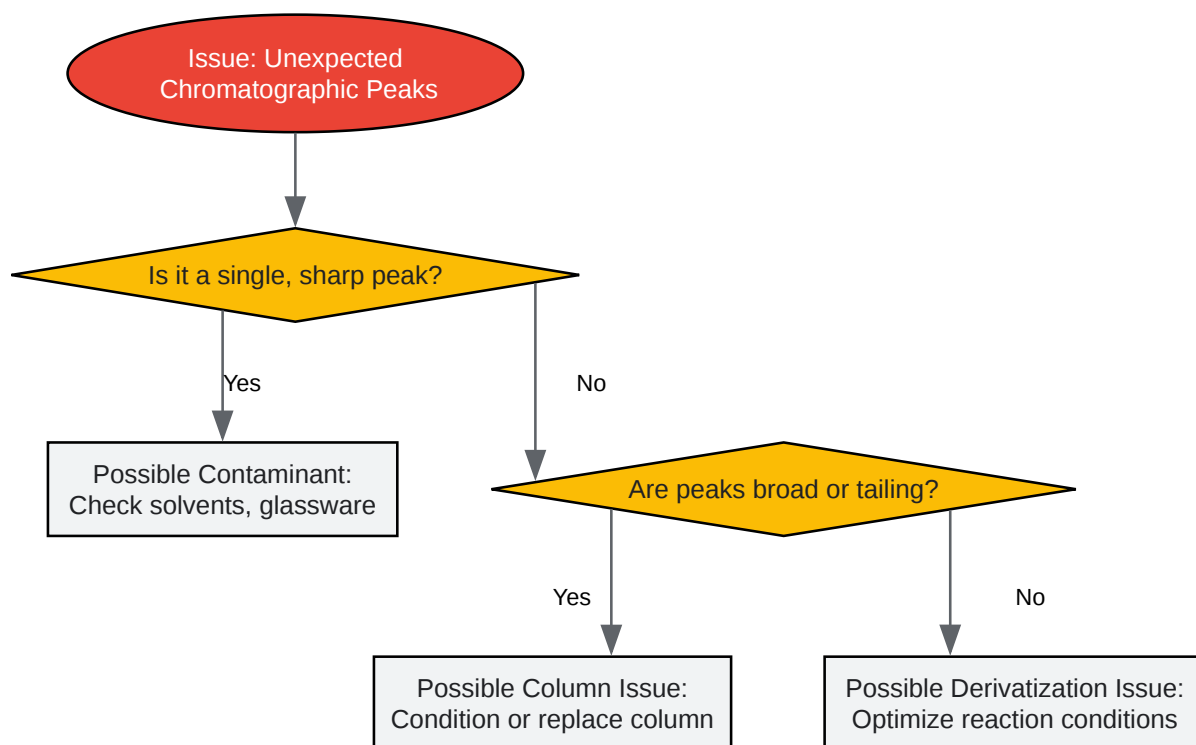 Issue: Unexpected
Chromatographic Peaks
Is it a single, sharp peak?
Yes
No
Possible Contaminant:
Check solvents, glassware
Are peaks broad or tailing?
Yes
No
Possible Column Issue:
Condition or replace column
Possible Derivatization Issue:
Optimize reaction conditions